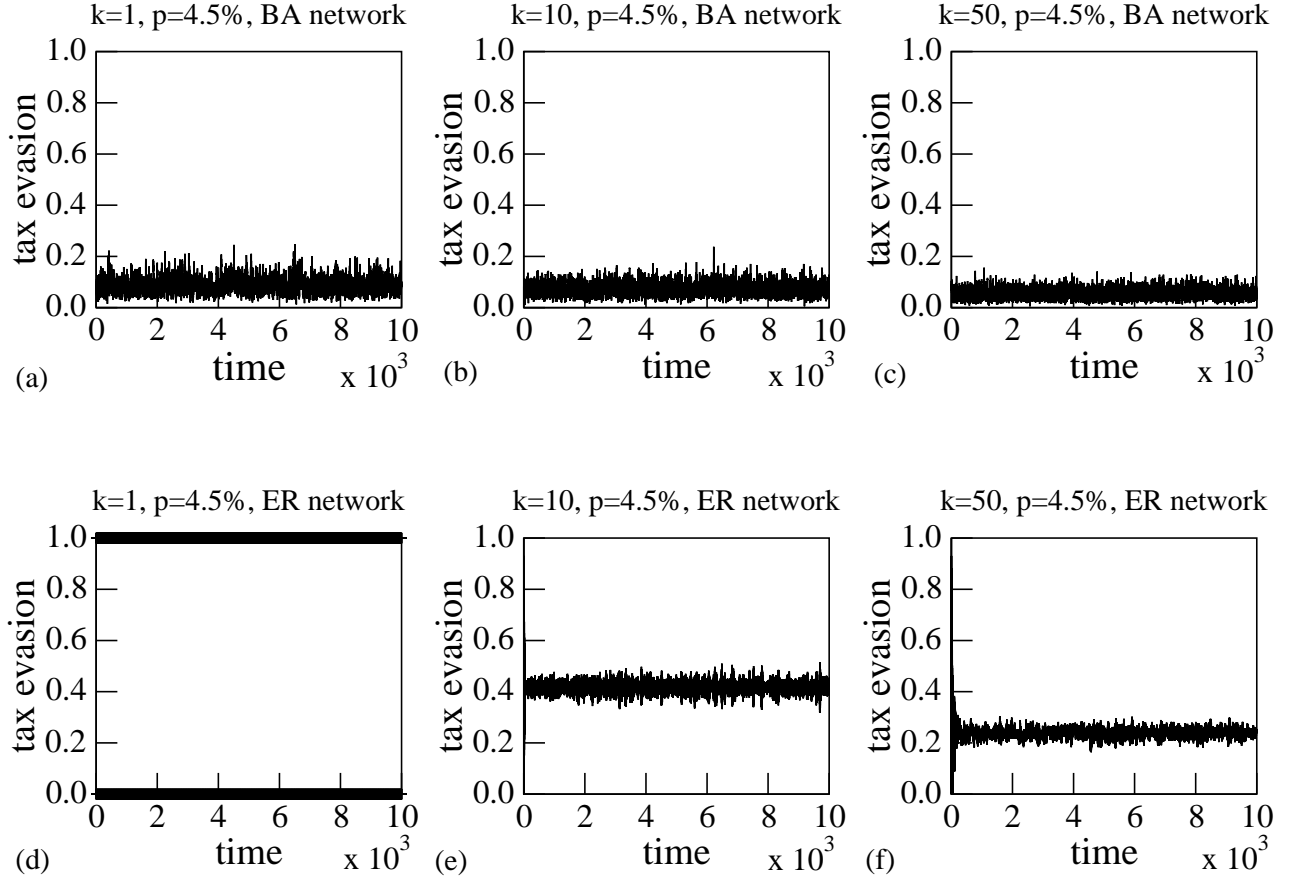 k=1, p=4.5%, BA network
1.0
0.8
0.6
0.4
0.2
0.0
tax evasion
0 2 4 6 8 10
time
x 10^3
(a)
k=10, p=4.5%, BA network
1.0
0.8
0.6
0.4
0.2
0.0
tax evasion
0 2 4 6 8 10
time
x 10^3
(b)
k=50, p=4.5%, BA network
1.0
0.8
0.6
0.4
0.2
0.0
tax evasion
0 2 4 6 8 10
time
x 10^3
(c)
k=1, p=4.5%, ER network
1.0
0.8
0.6
0.4
0.2
0.0
tax evasion
0 2 4 6 8 10
time
x 10^3
(d)
k=10, p=4.5%, ER network
1.0
0.8
0.6
0.4
0.2
0.0
tax evasion
0 2 4 6 8 10
time
x 10^3
(e)
k=50, p=4.5%, ER network
1.0
0.8
0.6
0.4
0.2
0.0
tax evasion
0 2 4 6 8 10
time
x 10^3
(f)